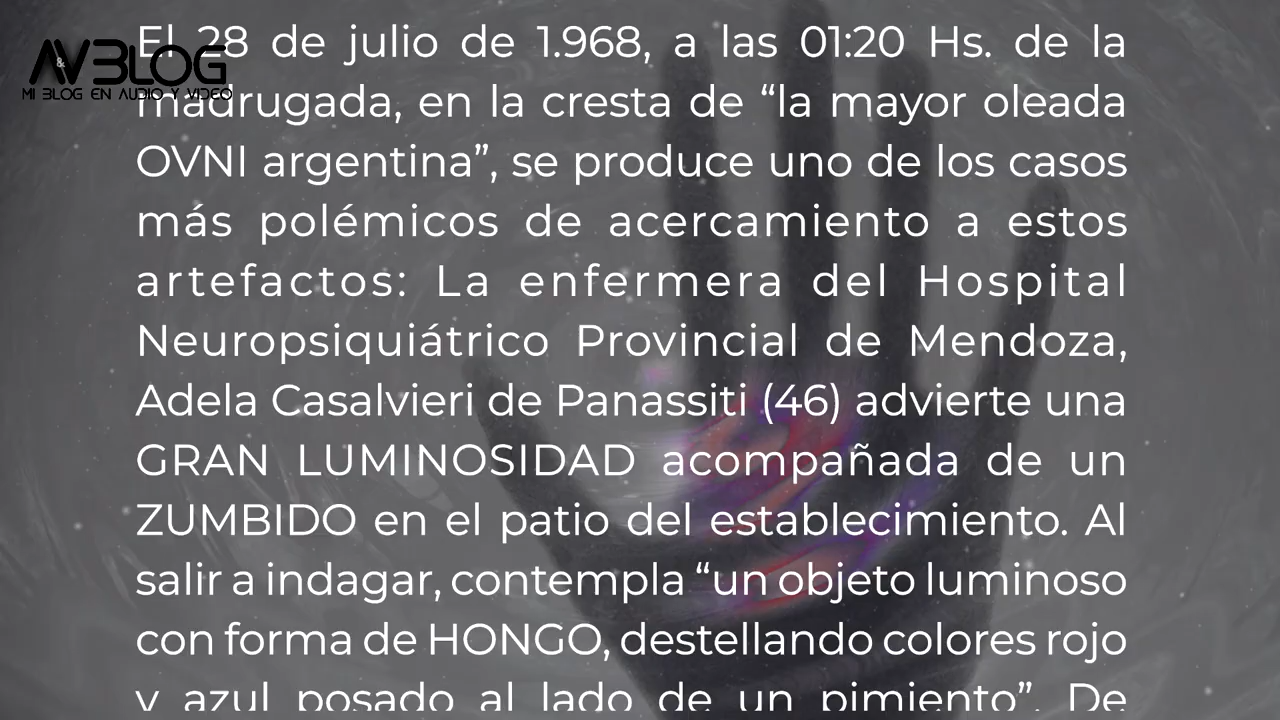 AV&BLOG
MI BLOG EN AUDIO Y VIDEO
El 28 de julio de 1.968, a las 01:20 Hs. de la
madrugada, en la cresta de “la mayor oleada
OVNI argentina”, se produce uno de los casos
más polémicos de acercamiento a estos
artefactos: La enfermera del Hospital
Neuropsiquiátrico Provincial de Mendoza,
Adela Casalvieri de Panassiti (46) advierte una
GRAN LUMINOSIDAD acompañada de un
ZUMBIDO en el patio del establecimiento. Al
salir a indagar, contempla “un objeto luminoso
con forma de HONGO, destellando colores rojo
y azul posado al lado de un pimiento”. De